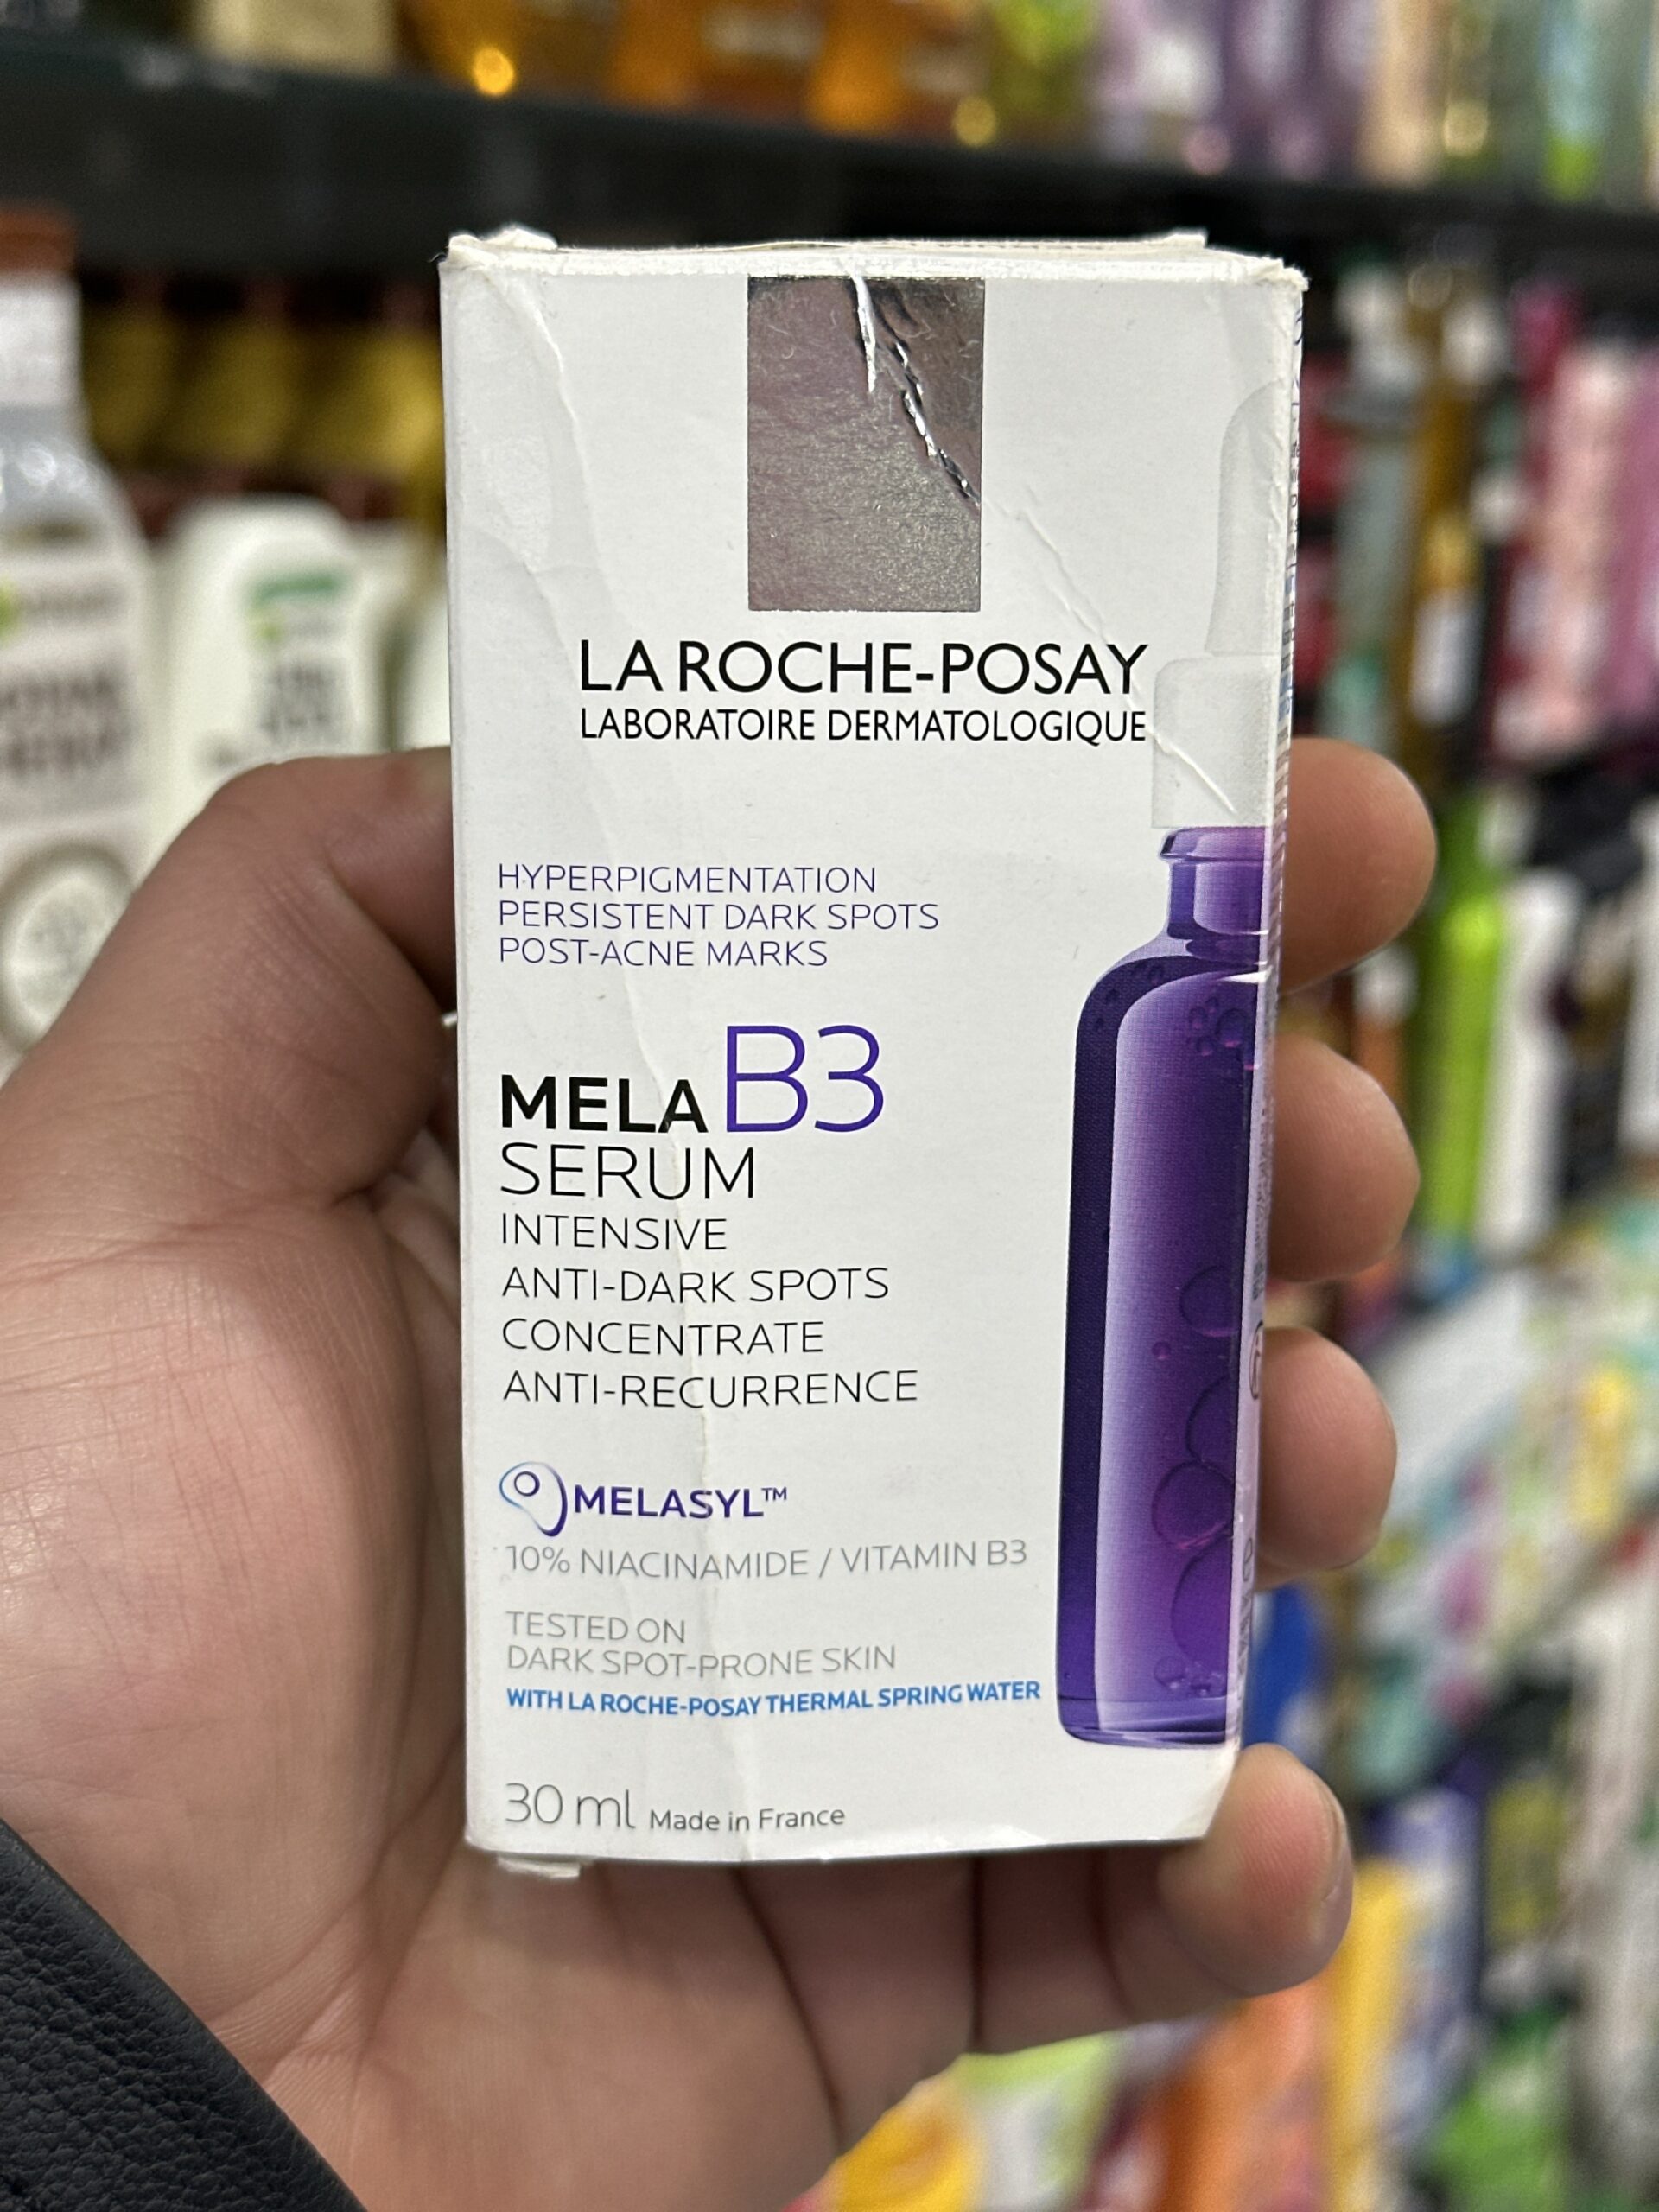 LA ROCHE-POSAY
LABORATOIRE DERMATOLOGIQUE
HYPERPIGMENTATION
PERSISTENT DARK SPOTS
POST-ACNE MARKS
MELA B3
SERUM
INTENSIVE
ANTI-DARK SPOTS
CONCENTRATE
ANTI-RECURRENCE
MELASYL™
10% NIACINAMIDE / VITAMIN B3
TESTED ON
DARK SPOT-PRONE SKIN
WITH LA ROCHE-POSAY THERMAL SPRING WATER
30 ml Made in France